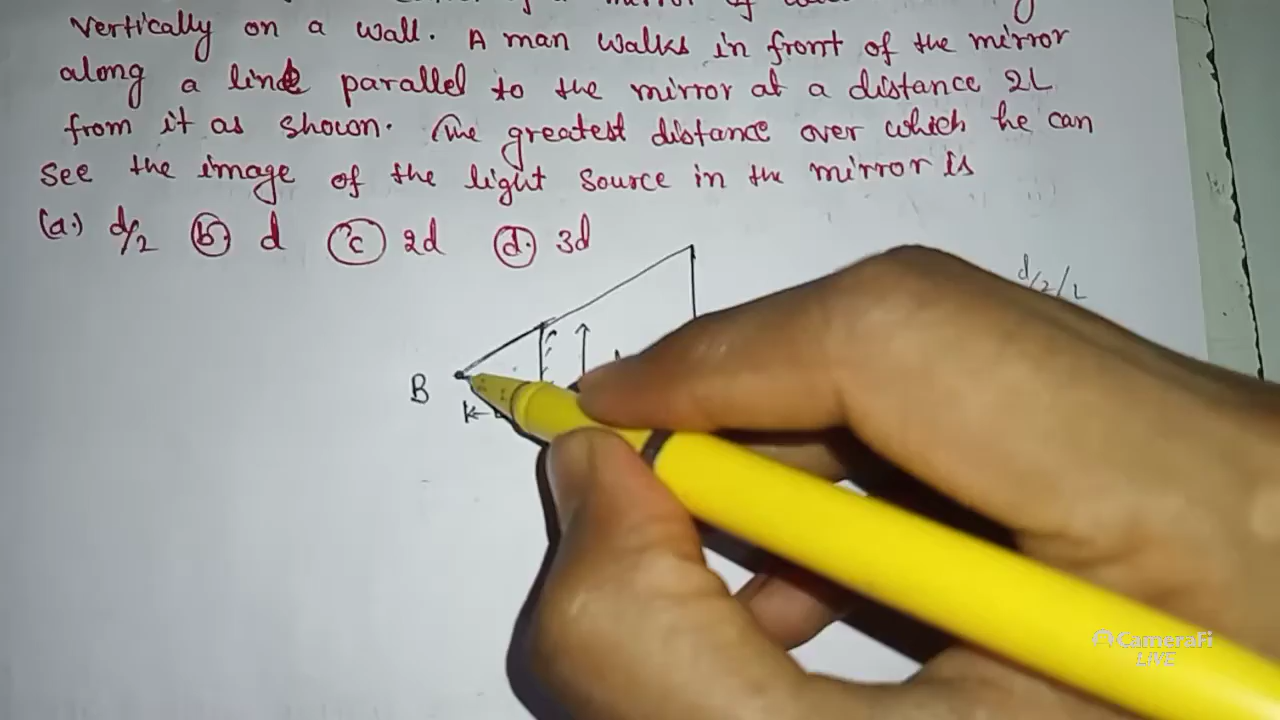 a mirror of
vertically on a wall. A man walks in front of the mirror
along a line parallel to the mirror at a distance 2L
from it as shown. The greatest distance over which he can
see the image of the light source in the mirror is
(a.) d/2 (b.) d (c) 2d (d.) 3d
d/2/L
B
CameraFi
LIVE